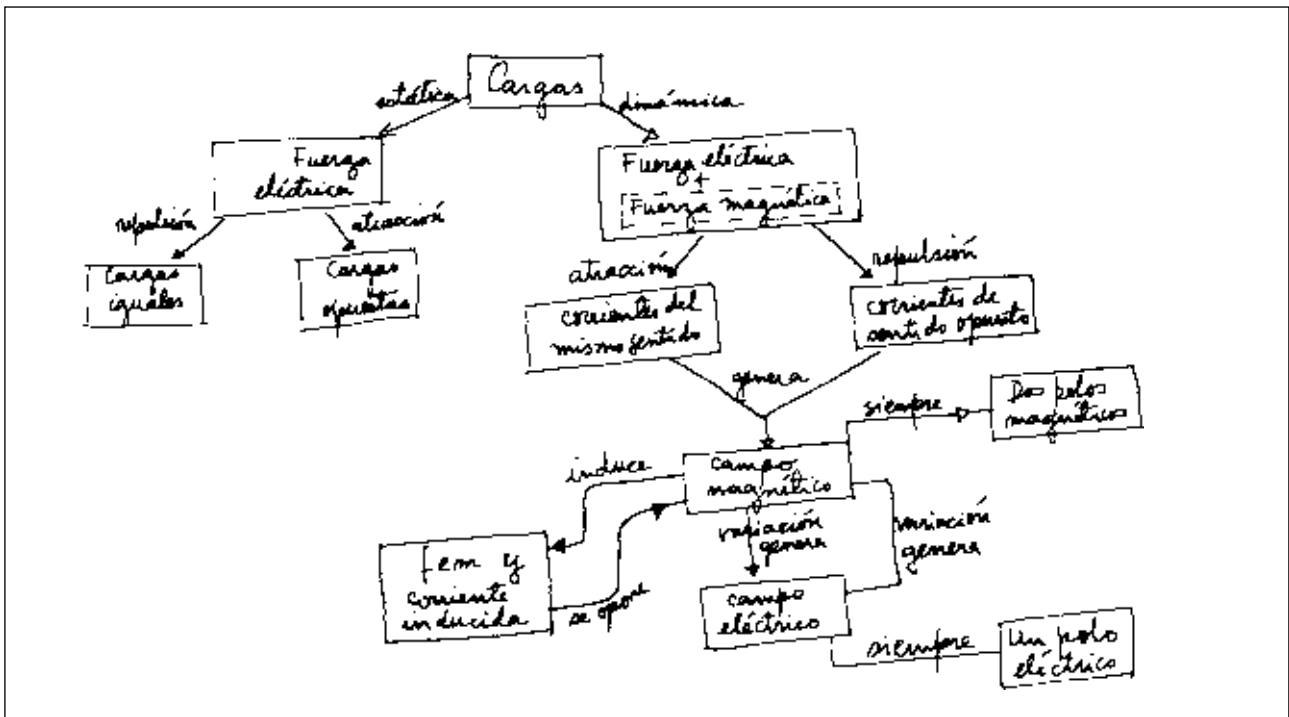 Cargas
estática
dinámica
Fuerza
eléctrica
Fuerza eléctrica
+
Fuerza magnética
repulsión
atracción
Cargas
iguales
Cargas
opuestas
atracción
repulsión
corrientes del
mismo sentido
corrientes de
sentido opuesto
genera
siempre
Dos polos
magnéticos
induce
campo
magnético
variación
genera
variación
genera
fem y
corriente
inducida
se opone
campo
eléctrico
siempre
Un polo
eléctrico